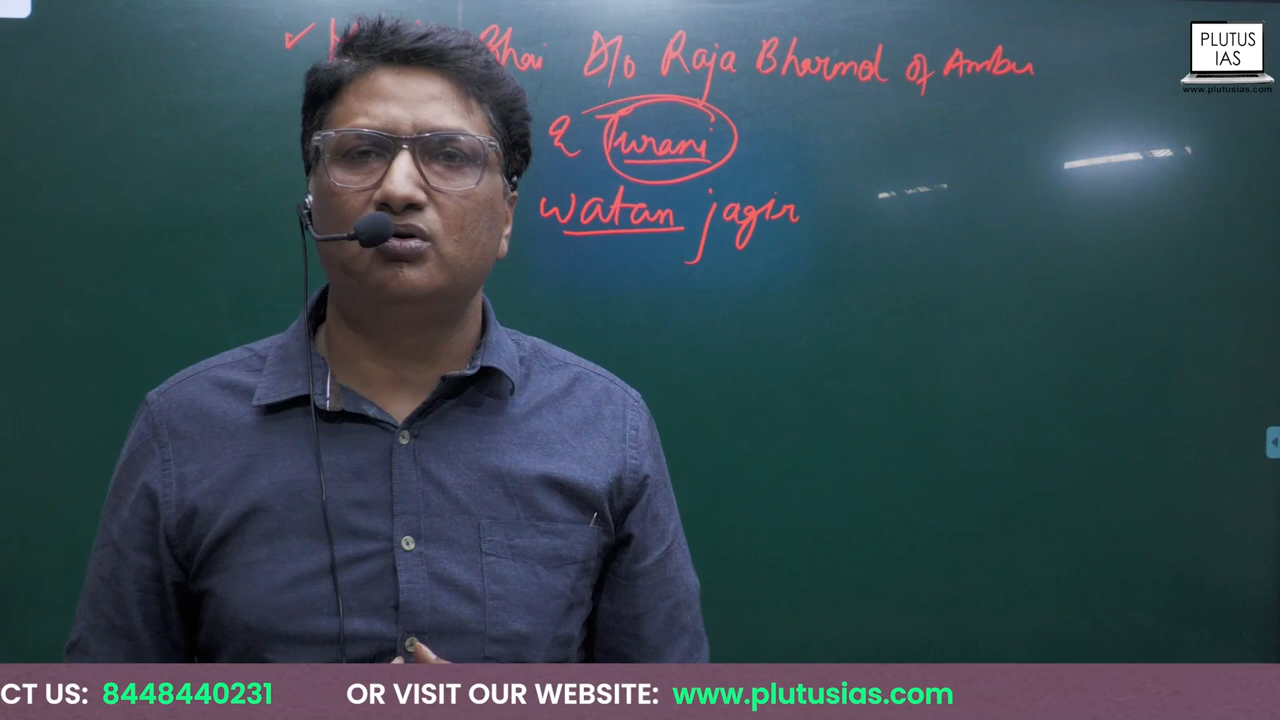 ✓ Bhai D/o Raja Bharmal of Amber
& Turani
watan jagir
PLUTUS
IAS
www.plutusias.com
CT US: 8448440231 OR VISIT OUR WEBSITE: www.plutusias.com